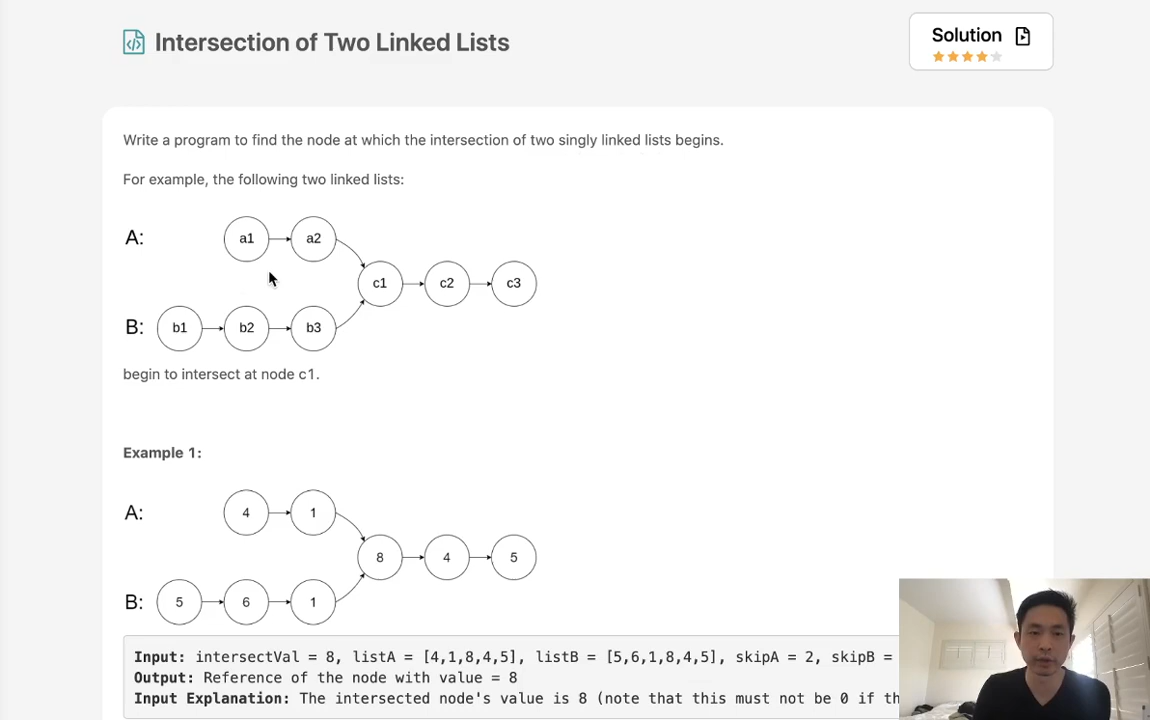 Intersection of Two Linked Lists
Solution
Write a program to find the node at which the intersection of two singly linked lists begins.
For example, the following two linked lists:
A: a1 a2
c1 c2 c3
B: b1 b2 b3
begin to intersect at node c1.
Example 1:
A: 4 1
8 4 5
B: 5 6 1
Input: intersectVal = 8, listA = [4,1,8,4,5], listB = [5,6,1,8,4,5], skipA = 2, skipB =
Output: Reference of the node with value = 8
Input Explanation: The intersected node's value is 8 (note that this must not be 0 if th